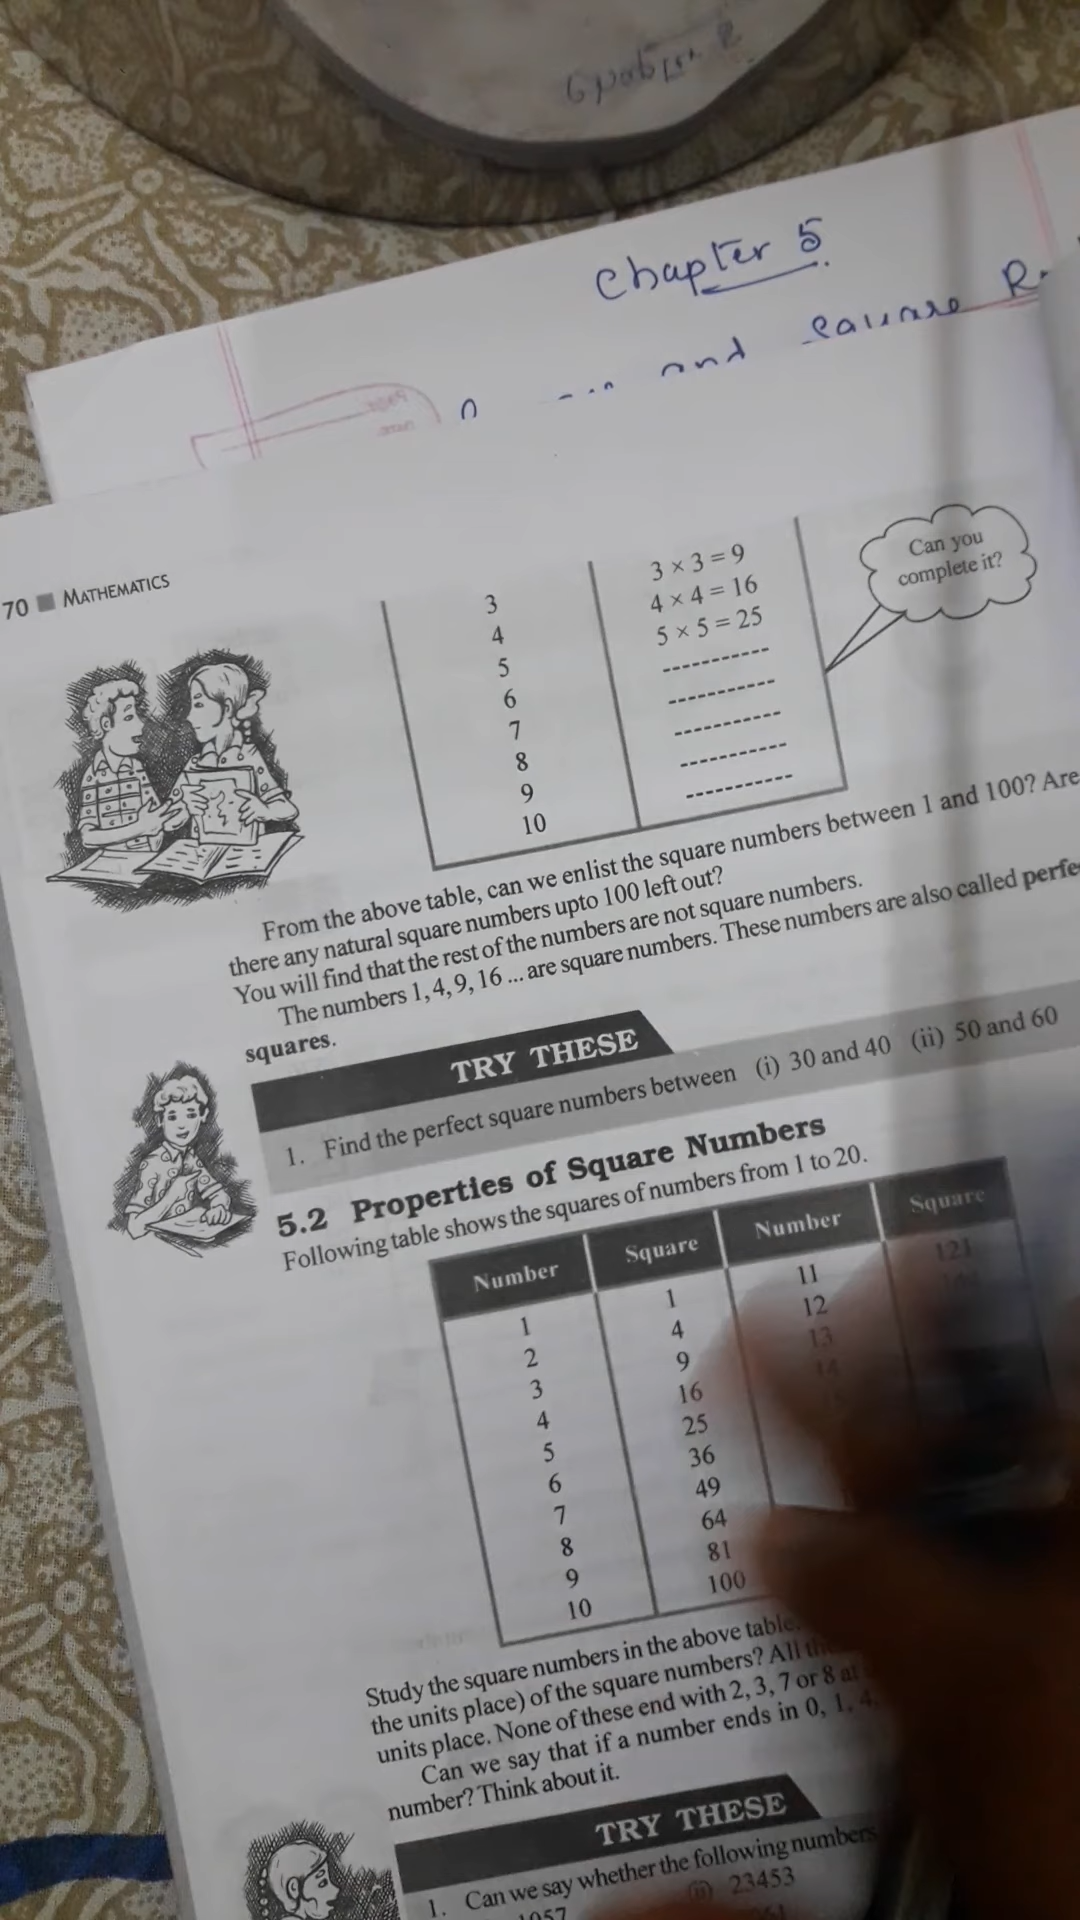 Chapter 5
and Square
70 MATHEMATICS
3 × 3 = 9
3 4 × 4 = 16
4 5 × 5 = 25
5
6
7
8
9
10
Can you
complete it?
From the above table, can we enlist the square numbers between 1 and 100? Are
there any natural square numbers upto 100 left out?
You will find that the rest of the numbers are not square numbers.
The numbers 1, 4, 9, 16 ... are square numbers. These numbers are also called
squares.
TRY THESE
1. Find the perfect square numbers between (i) 30 and 40 (ii) 50 and 60
5.2 Properties of Square Numbers
Following table shows the squares of numbers from 1 to 20.
Number Square Number Square
1 1 11 121
2 4 12
3 9 13
4 16 14
5 25
6 36
7 49
8 64
9 81
10 100
Study the square numbers in the above table.
the units place) of the square numbers? All
units place. None of these end with 2, 3, 7 or 8 at
Can we say that if a number ends in 0, 1, 4,
number? Think about it.
TRY THESE
1. Can we say whether the following numbers
1057 (ii) 23453